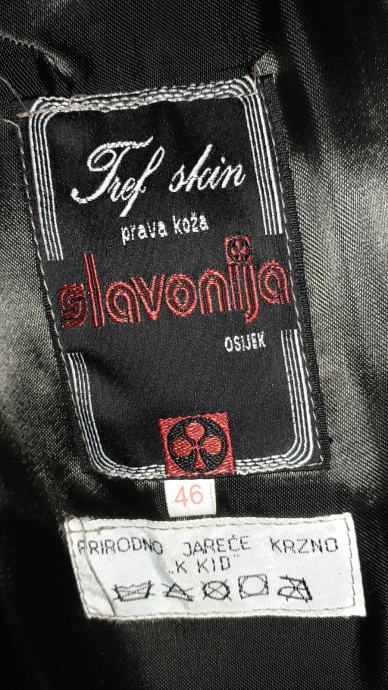 Tref skin
prava koža
slavonija
OSIJEK
46
PRIRODNO JAREĆE KRZNO
„K KID”